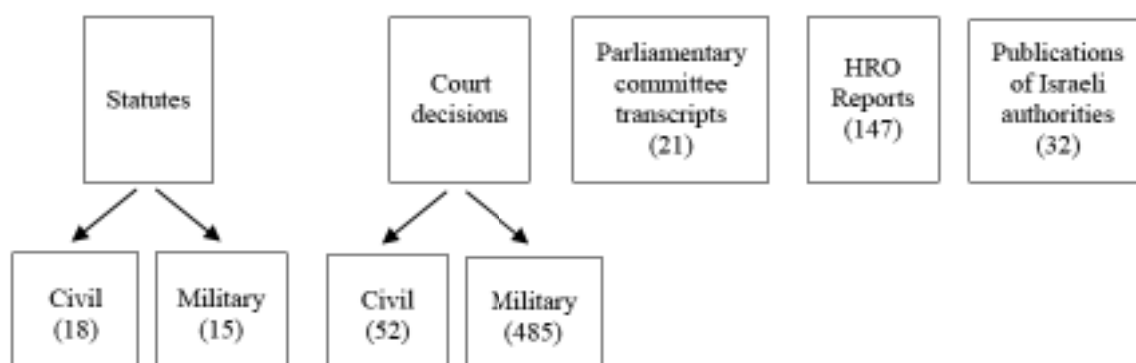 Statutes
Court
decisions
Parliamentary
committee
transcripts
(21)
HRO
Reports
(147)
Publications
of Israeli
authorities
(32)
Civil
(18)
Military
(15)
Civil
(52)
Military
(485)